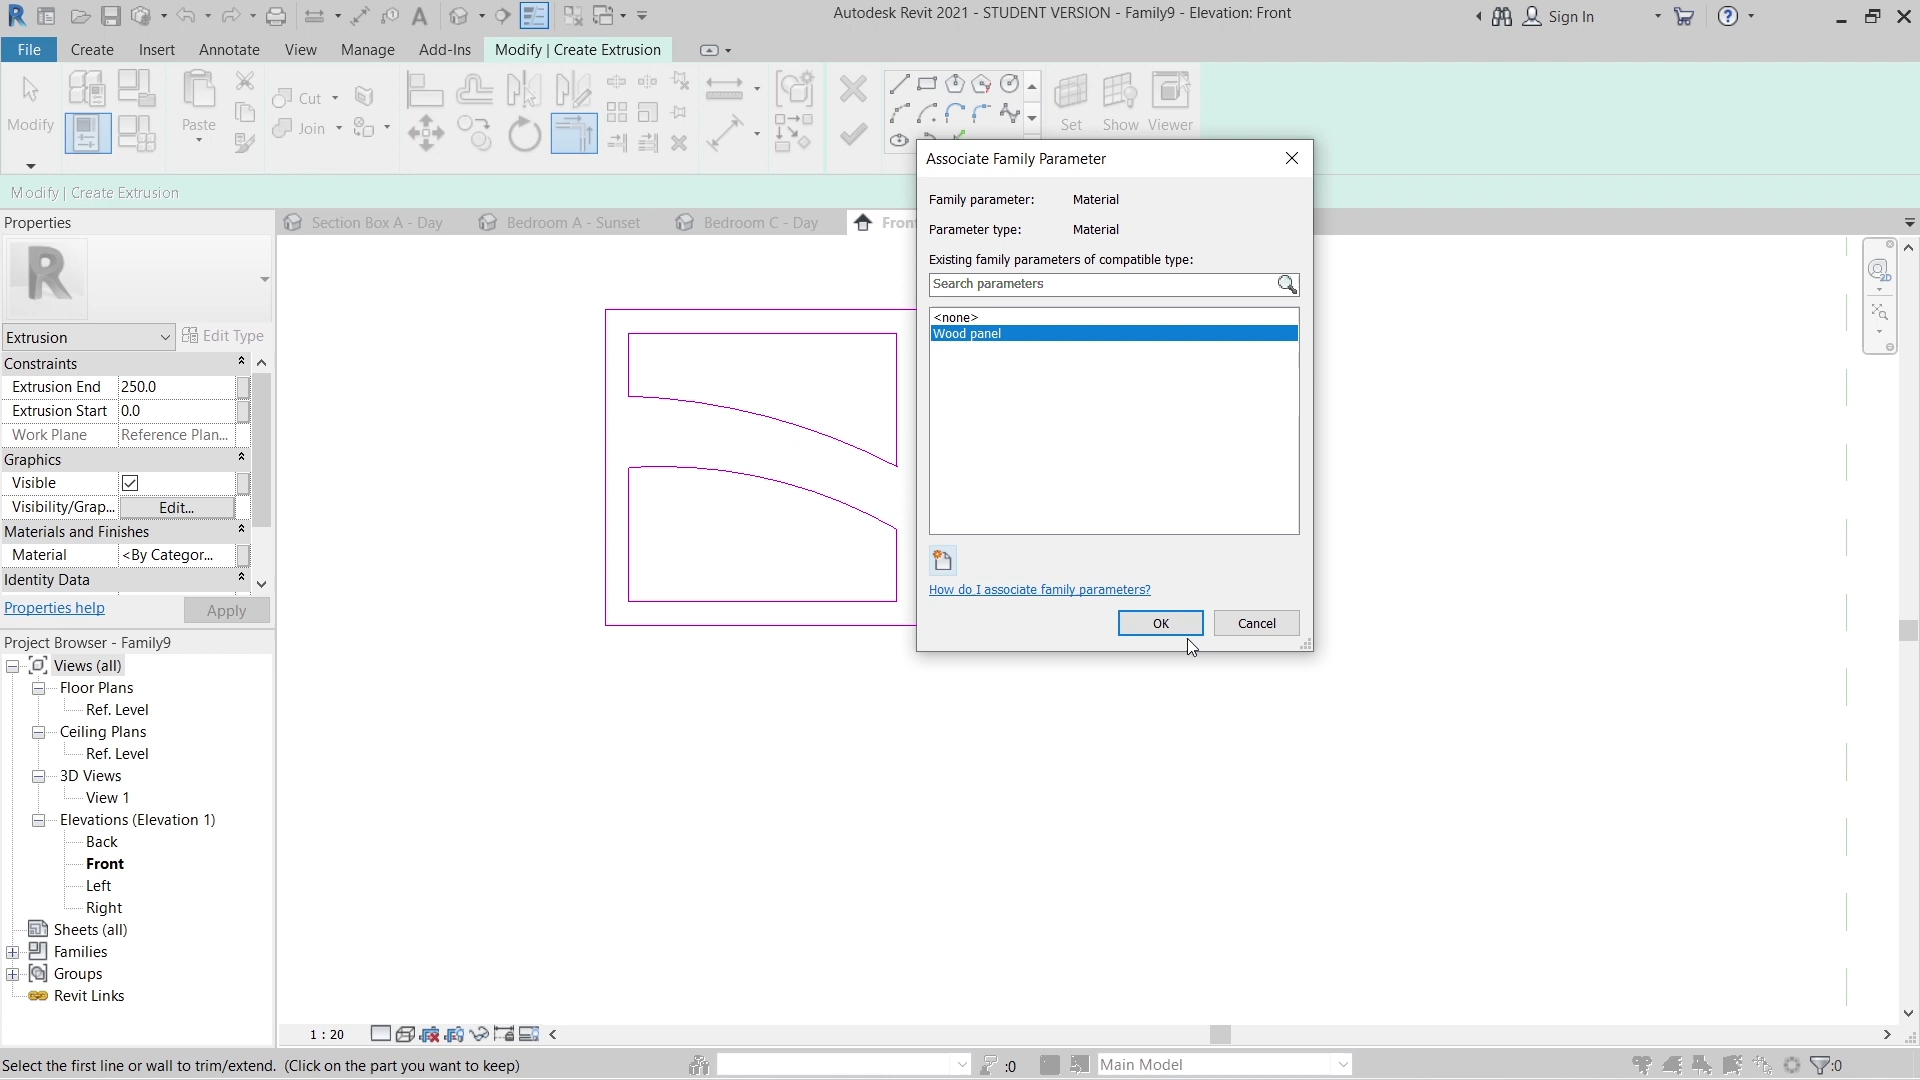 Autodesk Revit 2021 - STUDENT VERSION - Family9 - Elevation: Front
Sign In
File
Create
Insert
Annotate
View
Manage
Add-Ins
Modify | Create Extrusion
Modify
Paste
Cut
Join
Set
Show
Viewer
Modify | Create Extrusion
Properties
Section Box A - Day
Bedroom A - Sunset
Bedroom C - Day
Extrusion
Edit Type
Constraints
Extrusion End 250.0
Extrusion Start 0.0
Work Plane Reference Plan...
Graphics
Visible
Visibility/Grap... Edit...
Materials and Finishes
Material <By Categor...
Identity Data
Properties help
Apply
Project Browser - Family9
Views (all)
Floor Plans
Ref. Level
Ceiling Plans
Ref. Level
3D Views
View 1
Elevations (Elevation 1)
Back
Front
Left
Right
Sheets (all)
Families
Groups
Revit Links
Associate Family Parameter
Family parameter: Material
Parameter type: Material
Existing family parameters of compatible type:
Search parameters
<none>
Wood panel
How do I associate family parameters?
OK
Cancel
2D
1 : 20
Select the first line or wall to trim/extend. (Click on the part you want to keep)
:0
Main Model
:0